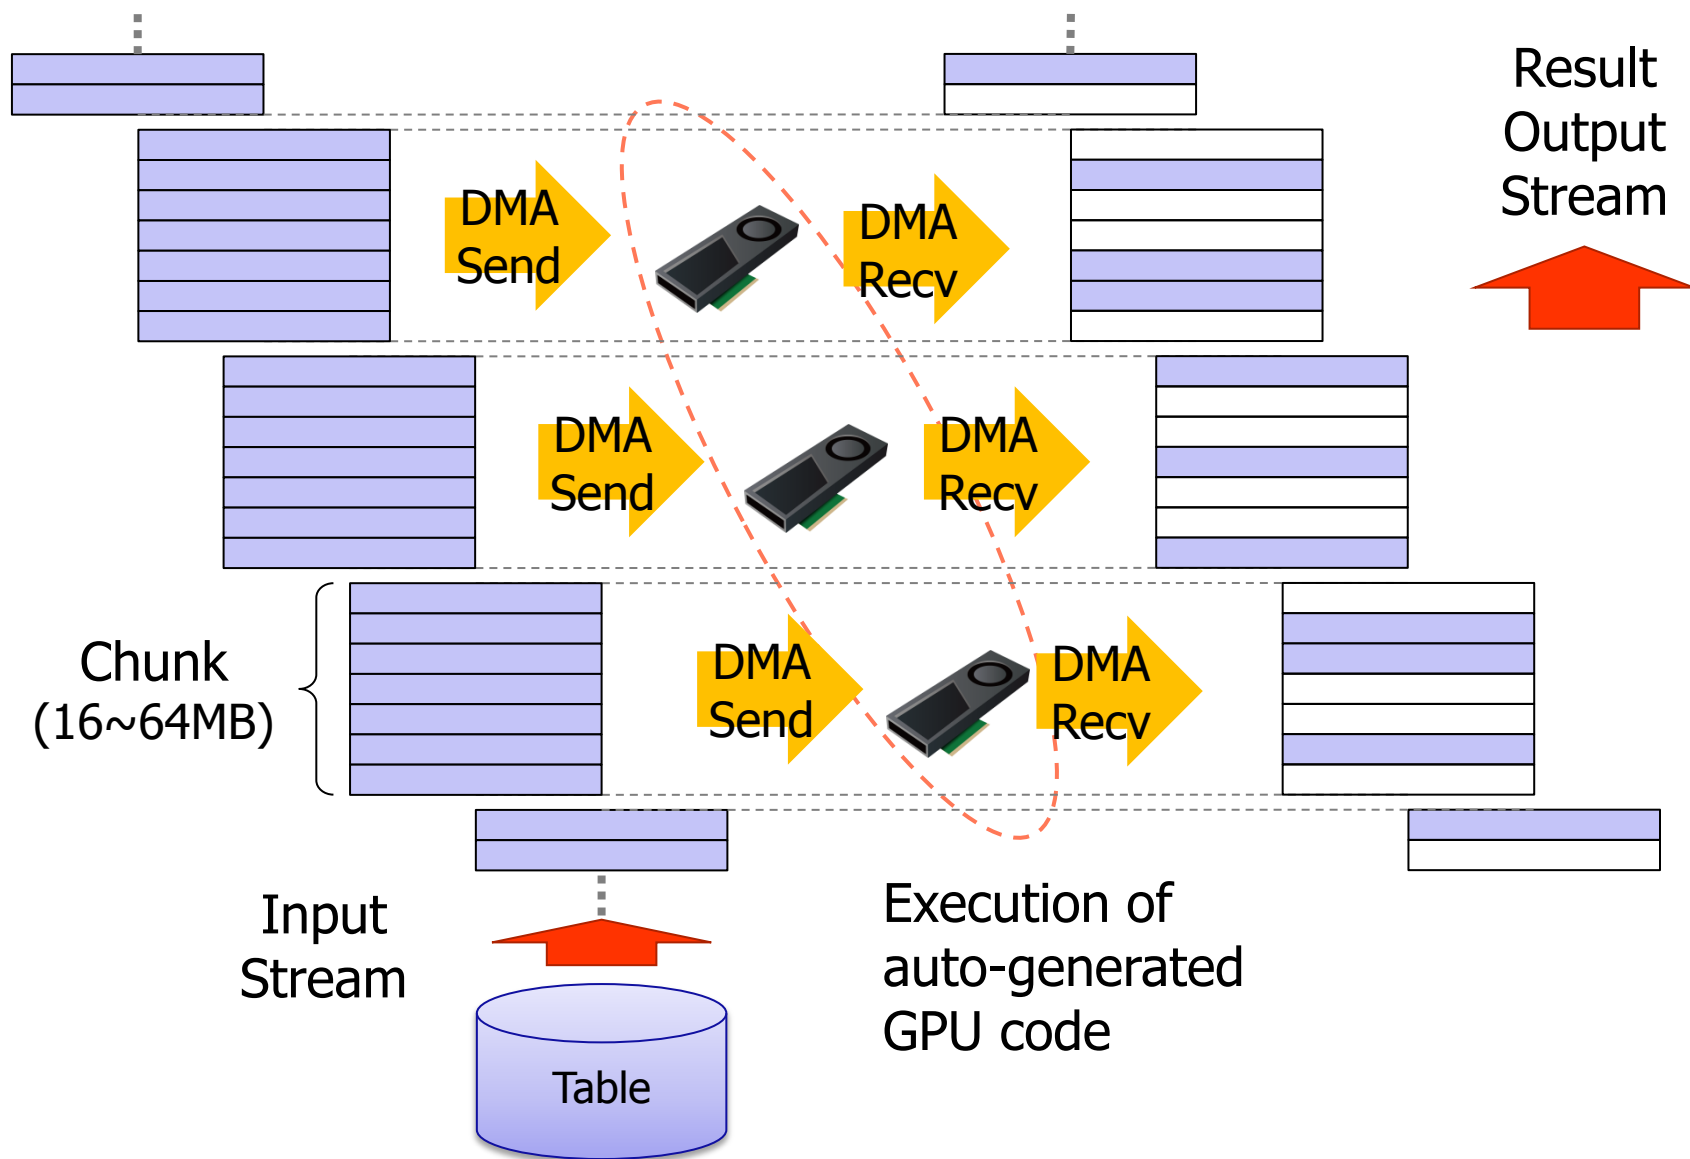 Result
Output
Stream
DMA
Send
DMA
Recv
DMA
Send
DMA
Recv
Chunk
(16~64MB)
DMA
Send
DMA
Recv
Input
Stream
Execution of
auto-generated
GPU code
Table